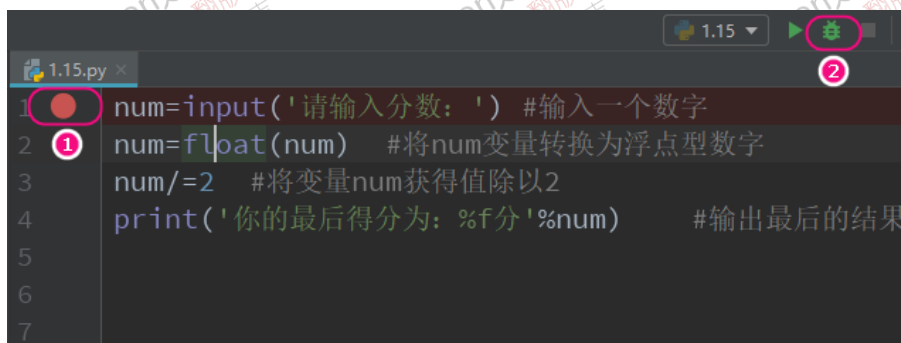 1.15
1.15.py
2
1 num=input('请输入分数: ') #输入一个数字
1
2 num=float(num) #将num变量转换为浮点型数字
3 num/=2 #将变量num获得值除以2
4 print('你的最后得分为: %f分'%num) #输出最后的结果
5
6
7